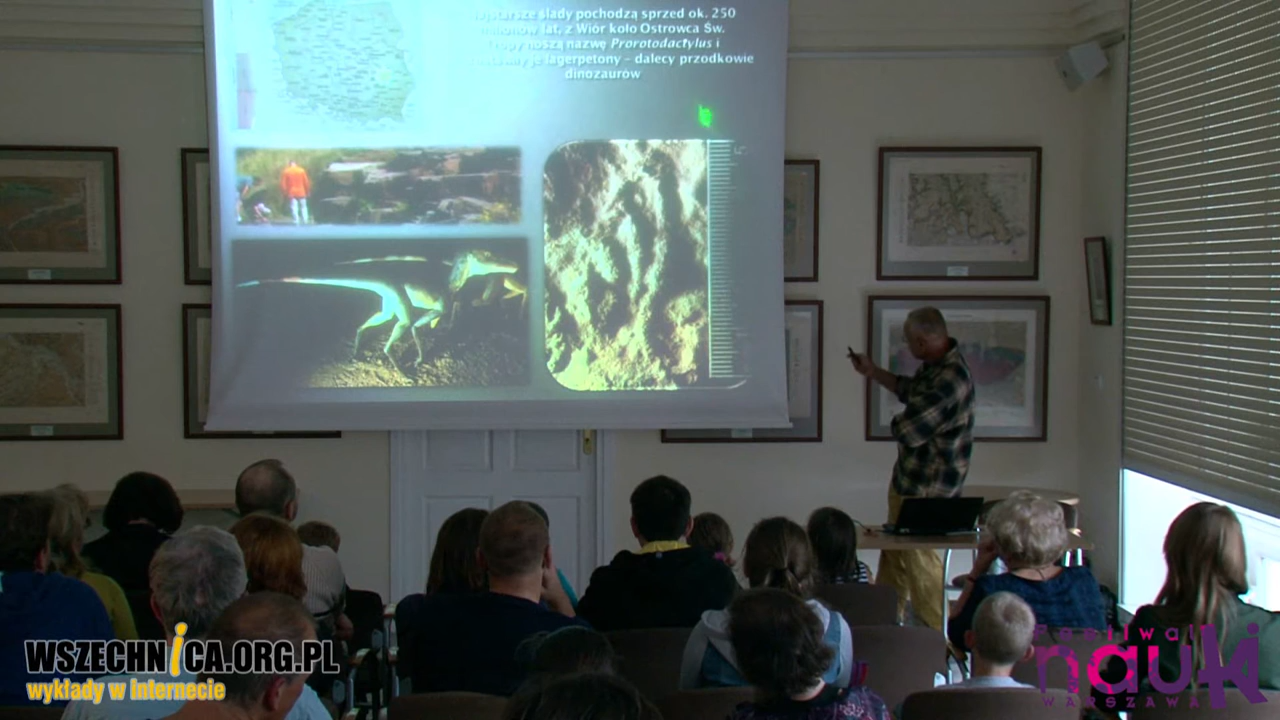 ślady pochodzą sprzed ok. 250
milionów lat, z Wiór koło Ostrowca Św.
noszą nazwę Prorotodactylus i
je lagerpetony – dalecy przodkowie
dinozaurów
WSZECHNICA.ORG.PL
wykłady w internecie
Festiwal
nauki
WARSZAWA